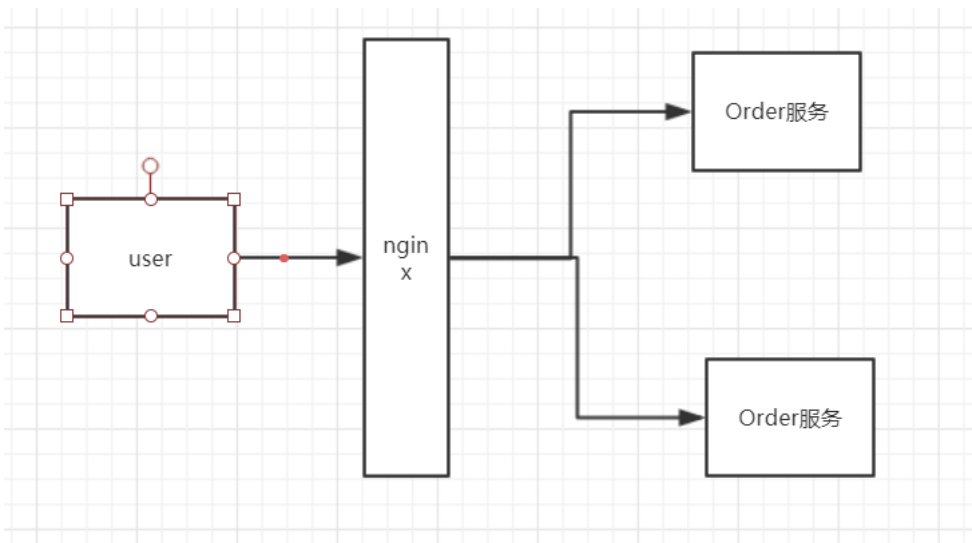 Order服务
user
ngin
x
Order服务